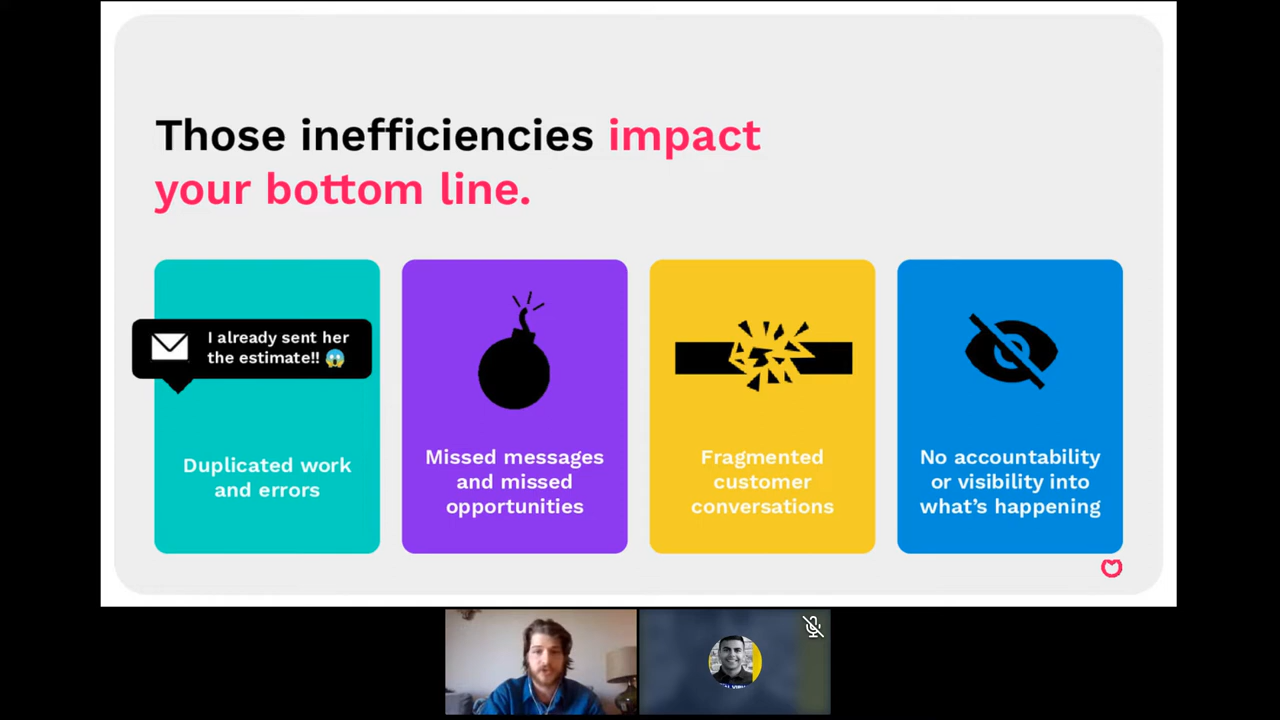 Those inefficiencies impact
your bottom line.
I already sent her
the estimate!! 😱
Duplicated work
and errors
Missed messages
and missed
opportunities
Fragmented
customer
conversations
No accountability
or visibility into
what's happening